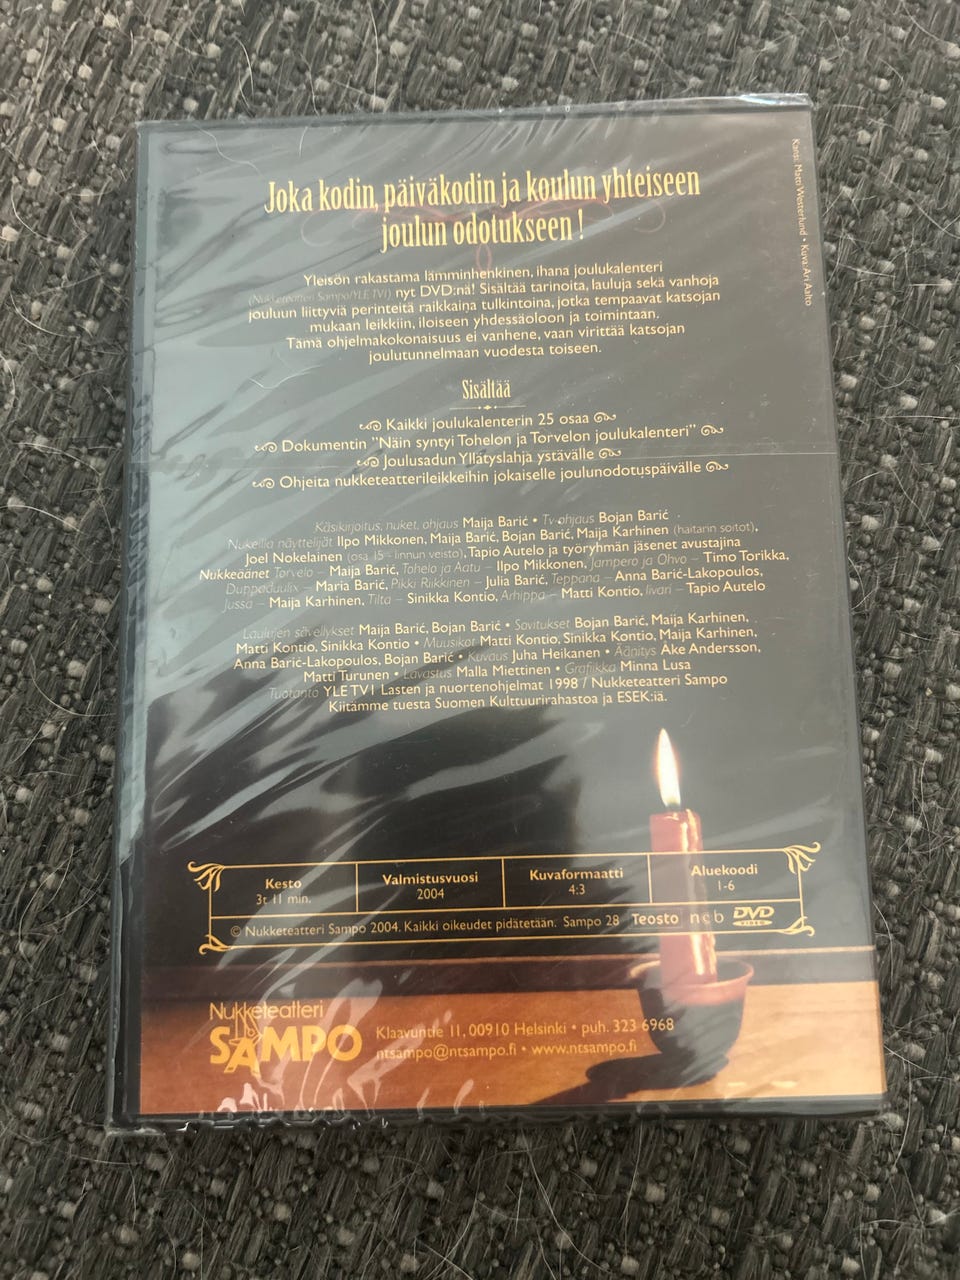 Joka kodin, päiväkodin ja koulun yhteiseen
joulun odotukseen !
Yleisön rakastama lämminhenkinen, ihana joulukalenteri
(Nukketeatteri Sampo/YLE TV1) nyt DVD:nä! Sisältää tarinoita, lauluja sekä vanhoja
jouluun liittyviä perinteitä raikkaina tulkintoina, jotka tempaavat katsojan
mukaan leikkiin, iloiseen yhdessäoloon ja toimintaan.
Tämä ohjelmakokonaisuus ei vanhene, vaan virittää katsojan
joulutunnelmaan vuodesta toiseen.
Sisältää
Kaikki joulukalenterin 25 osaa
Dokumentin "Näin syntyi Tohelon ja Torvelon joulukalenteri"
Joulusadun Yllätyslahja ystävälle
Ohjeita nukketeatterileikkeihin jokaiselle joulunodotuspäivälle
Käsikirjoitus, nuket, ohjaus Maija Barić • Tv-ohjaus Bojan Barić
Nukeilla näyttelijät Ilpo Mikkonen, Maija Barić, Bojan Barić, Maija Karhinen (haitarin soitot),
Joel Nokelainen (osa 15 – linnun veisto), Tapio Autelo ja työryhmän jäsenet avustajina
Nukkeäänet Torvelo – Maija Barić, Tohelo ja Aatu – Ilpo Mikkonen, Jampero ja Ohvo – Timo Torikka,
Duppaduulix – Maria Barić, Pikki Riikkinen – Julia Barić, Teppana – Anna Barić-Lakopoulos,
Jussa – Maija Karhinen, Tilta – Sinikka Kontio, Arhippa – Matti Kontio, Iivari – Tapio Autelo
Laulujen sävellykset Maija Barić, Bojan Barić • Sovitukset Bojan Barić, Maija Karhinen,
Matti Kontio, Sinikka Kontio • Muusikot Matti Kontio, Sinikka Kontio, Maija Karhinen,
Anna Barić-Lakopoulos, Bojan Barić • Kuvaus Juha Heikanen • Äänitys Åke Andersson,
Matti Turunen • Lavastus Malla Miettinen • Grafiikka Minna Lusa
Tuotanto YLE TV1 Lasten ja nuortenohjelmat 1998 / Nukketeatteri Sampo
Kiitämme tuesta Suomen Kulttuurirahastoa ja ESEK:iä.
Kansi: Matti Westerlund • Kuva: Ari Aalto
Kesto Valmistusvuosi Kuvaformaatti Aluekoodi
3t 11 min. 2004 4:3 1-6
© Nukketeatteri Sampo 2004. Kaikki oikeudet pidätetään. Sampo 28 Teosto ncb DVD VIDEO
Nukketeatteri
SAMPO
Klaavuntie 11, 00910 Helsinki • puh. 323 6968
ntsampo@ntsampo.fi • www.ntsampo.fi